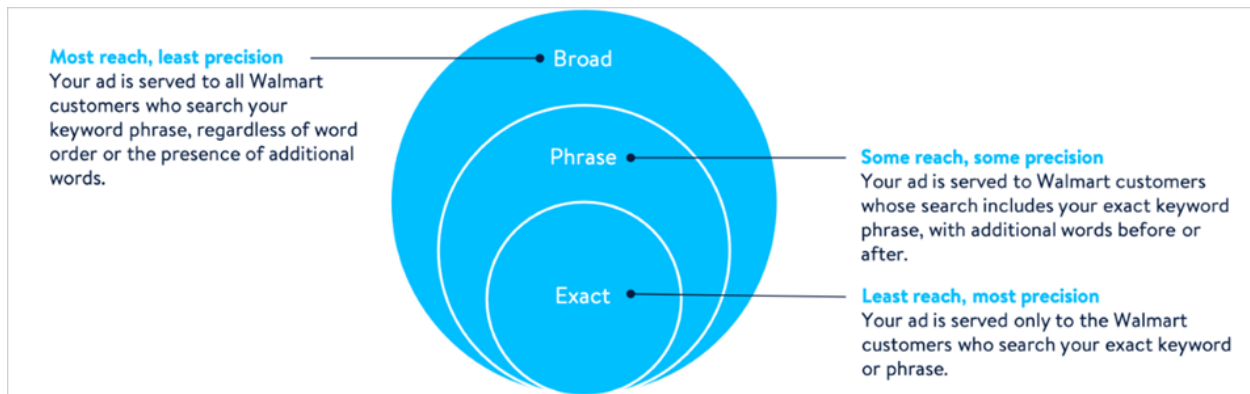 Most reach, least precision
Your ad is served to all Walmart
customers who search your
keyword phrase, regardless of word
order or the presence of additional
words.
Broad
Phrase
Some reach, some precision
Your ad is served to Walmart customers
whose search includes your exact keyword
phrase, with additional words before or
after.
Exact
Least reach, most precision
Your ad is served only to the Walmart
customers who search your exact keyword
or phrase.